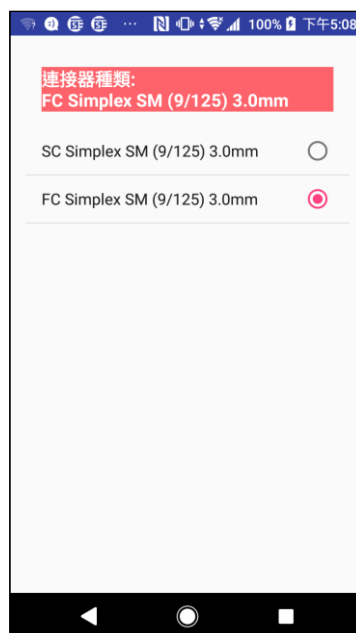 100% 下午5:08
連接器種類:
FC Simplex SM (9/125) 3.0mm
SC Simplex SM (9/125) 3.0mm
FC Simplex SM (9/125) 3.0mm